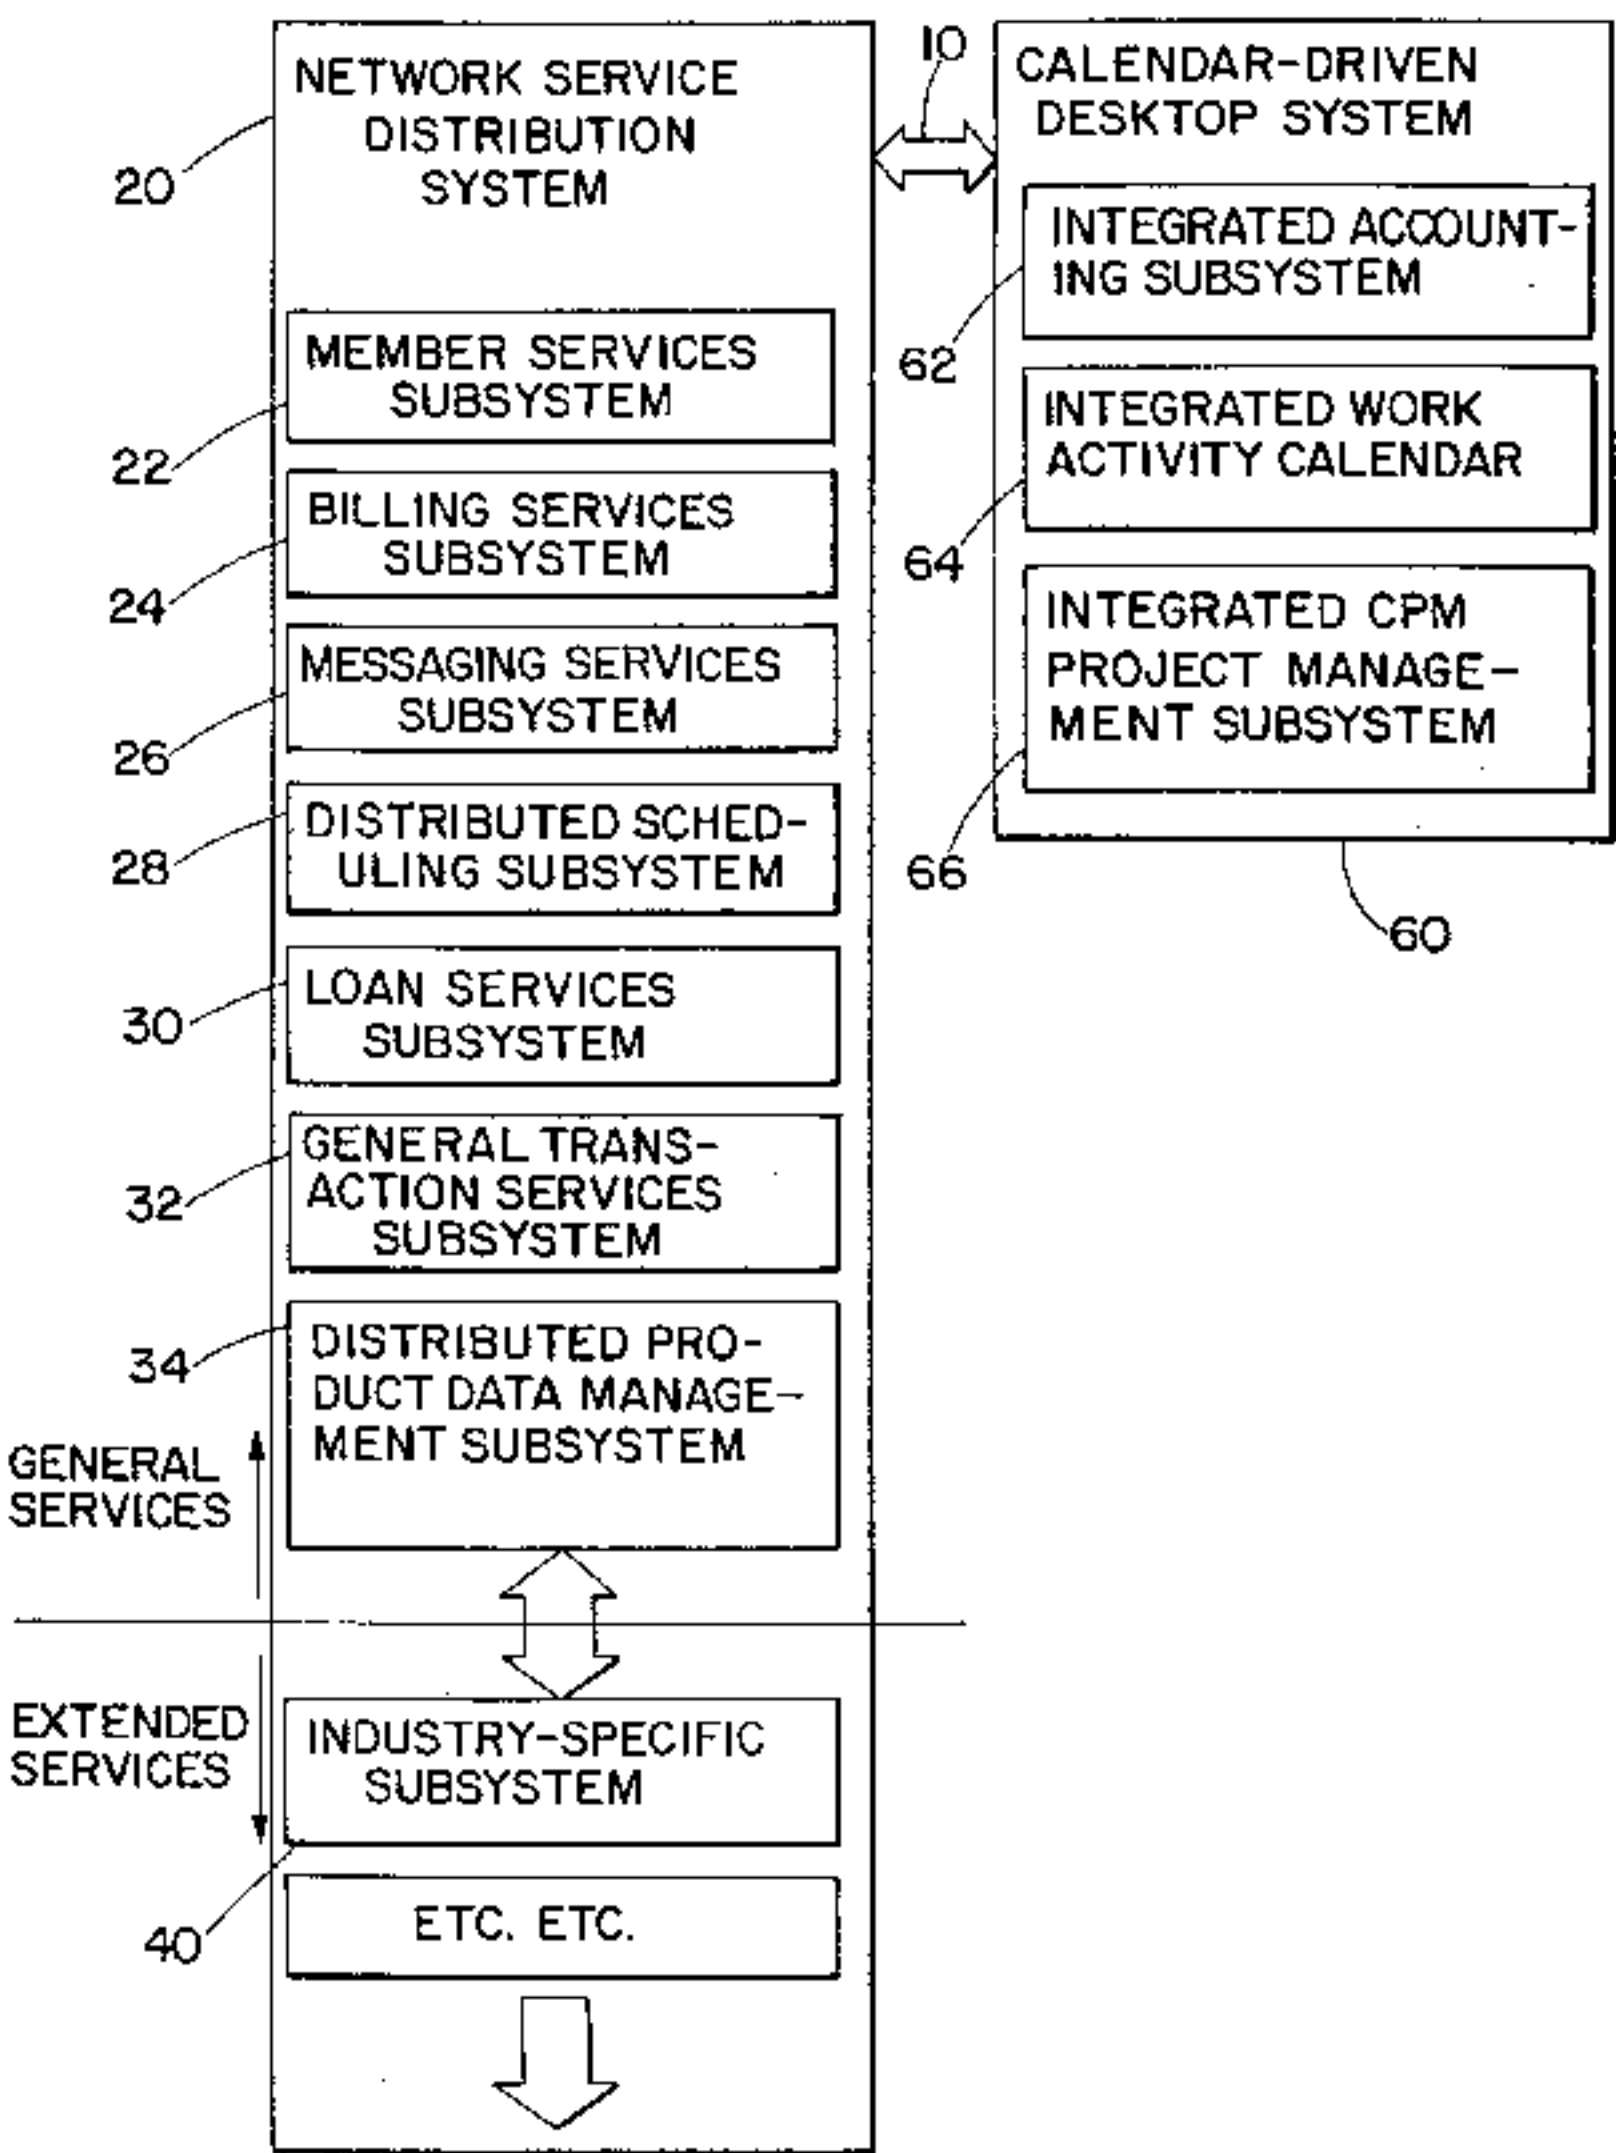 NETWORK SERVICE
DISTRIBUTION
SYSTEM
20
MEMBER SERVICES
SUBSYSTEM
22
BILLING SERVICES
SUBSYSTEM
24
MESSAGING SERVICES
SUBSYSTEM
26
DISTRIBUTED SCHED-
ULING SUBSYSTEM
28
LOAN SERVICES
SUBSYSTEM
30
GENERAL TRANS-
ACTION SERVICES
SUBSYSTEM
32
DISTRIBUTED PRO-
DUCT DATA MANAGE-
MENT SUBSYSTEM
34
GENERAL
SERVICES
EXTENDED
SERVICES
INDUSTRY-SPECIFIC
SUBSYSTEM
40
ETC. ETC.
10
CALENDAR-DRIVEN
DESKTOP SYSTEM
INTEGRATED ACCOUNT-
ING SUBSYSTEM
62
INTEGRATED WORK
ACTIVITY CALENDAR
64
INTEGRATED CPM
PROJECT MANAGE-
MENT SUBSYSTEM
66
60